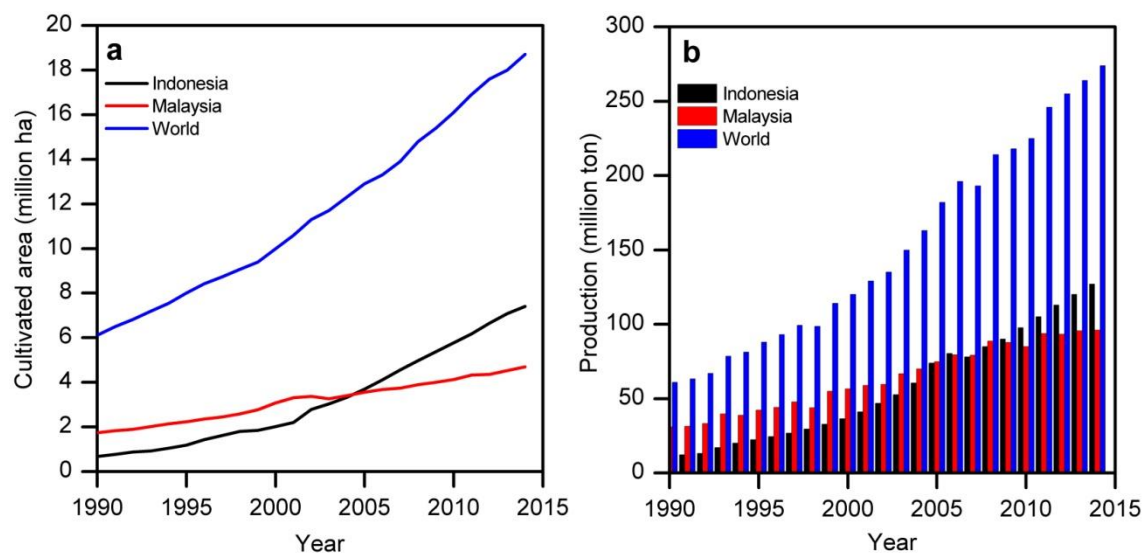 a
Indonesia
Malaysia
World
Cultivated area (million ha)
20
18
16
14
12
10
8
6
4
2
0
1990 1995 2000 2005 2010 2015
Year
b
Indonesia
Malaysia
World
Production (million ton)
300
250
200
150
100
50
0
1990 1995 2000 2005 2010 2015
Year